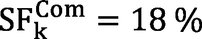 SF_k^Com = 18 %